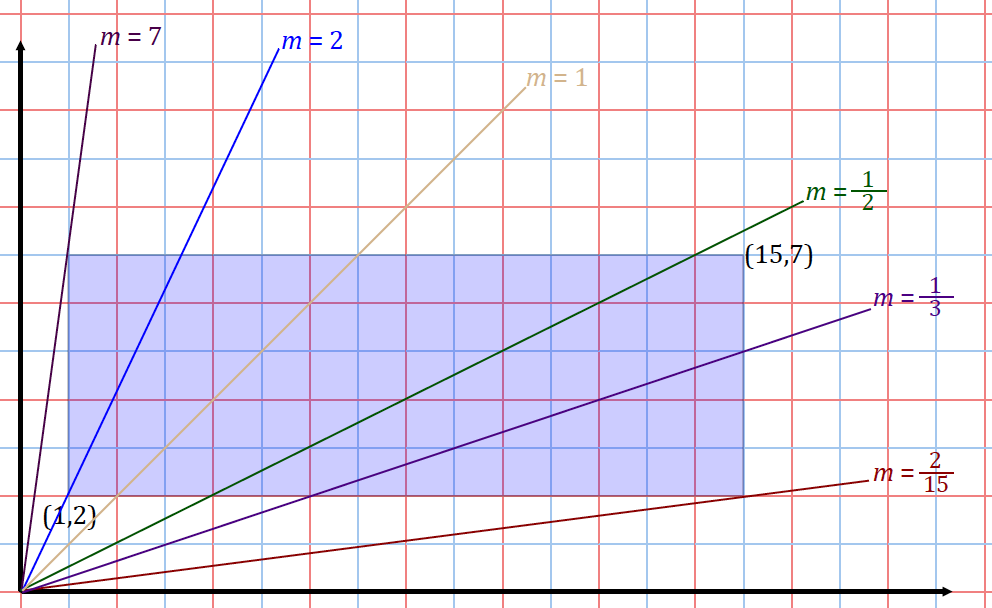 m = 7
m = 2
m = 1
m = 1/2
(15,7)
m = 1/3
m = 2/15
(1,2)